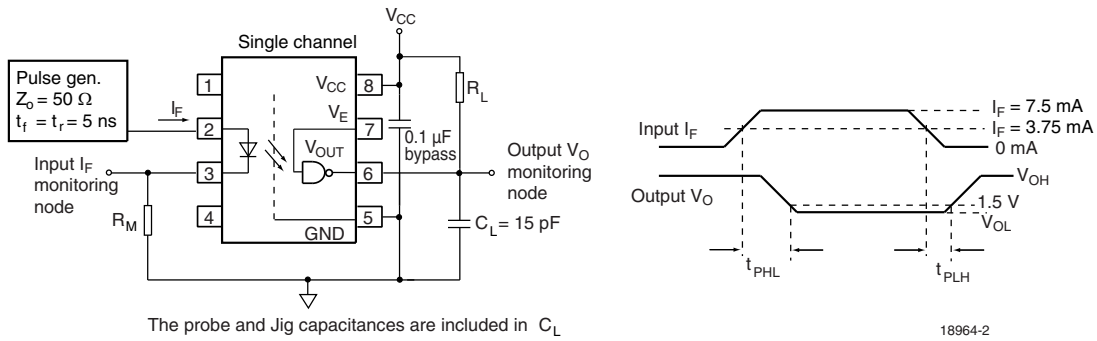 V_CC
Single channel
Pulse gen.
Z_o = 50 Ω
t_f = t_r = 5 ns
I_F
1
2
3
4
V_CC
8
V_E
7
V_OUT
6
5
GND
R_L
0.1 µF
bypass
Input I_F
monitoring
node
R_M
Output V_O
monitoring
node
C_L = 15 pF
The probe and Jig capacitances are included in C_L
Input I_F
I_F = 7.5 mA
I_F = 3.75 mA
0 mA
Output V_O
V_OH
1.5 V
V_OL
t_PHL
t_PLH
18964-2